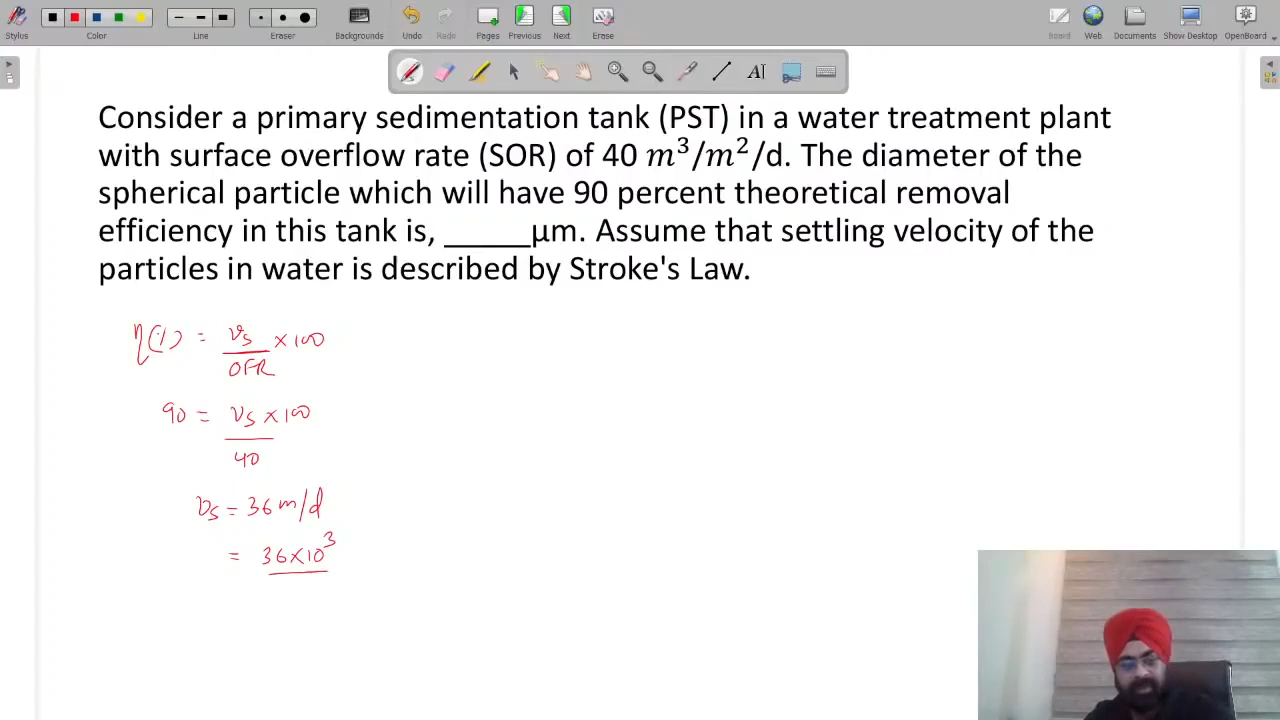 Stylus
Color
Line
Eraser
Backgrounds
Undo
Redo
Pages
Previous
Next
Erase
Board
Web
Documents
Show Desktop
OpenBoard
Consider a primary sedimentation tank (PST) in a water treatment plant
with surface overflow rate (SOR) of 40 m³/m²/d. The diameter of the
spherical particle which will have 90 percent theoretical removal
efficiency in this tank is, _____μm. Assume that settling velocity of the
particles in water is described by Stroke's Law.
η(%) = vs/OFR × 100
90 = vs × 100/40
vs = 36 m/d
= 36×10³